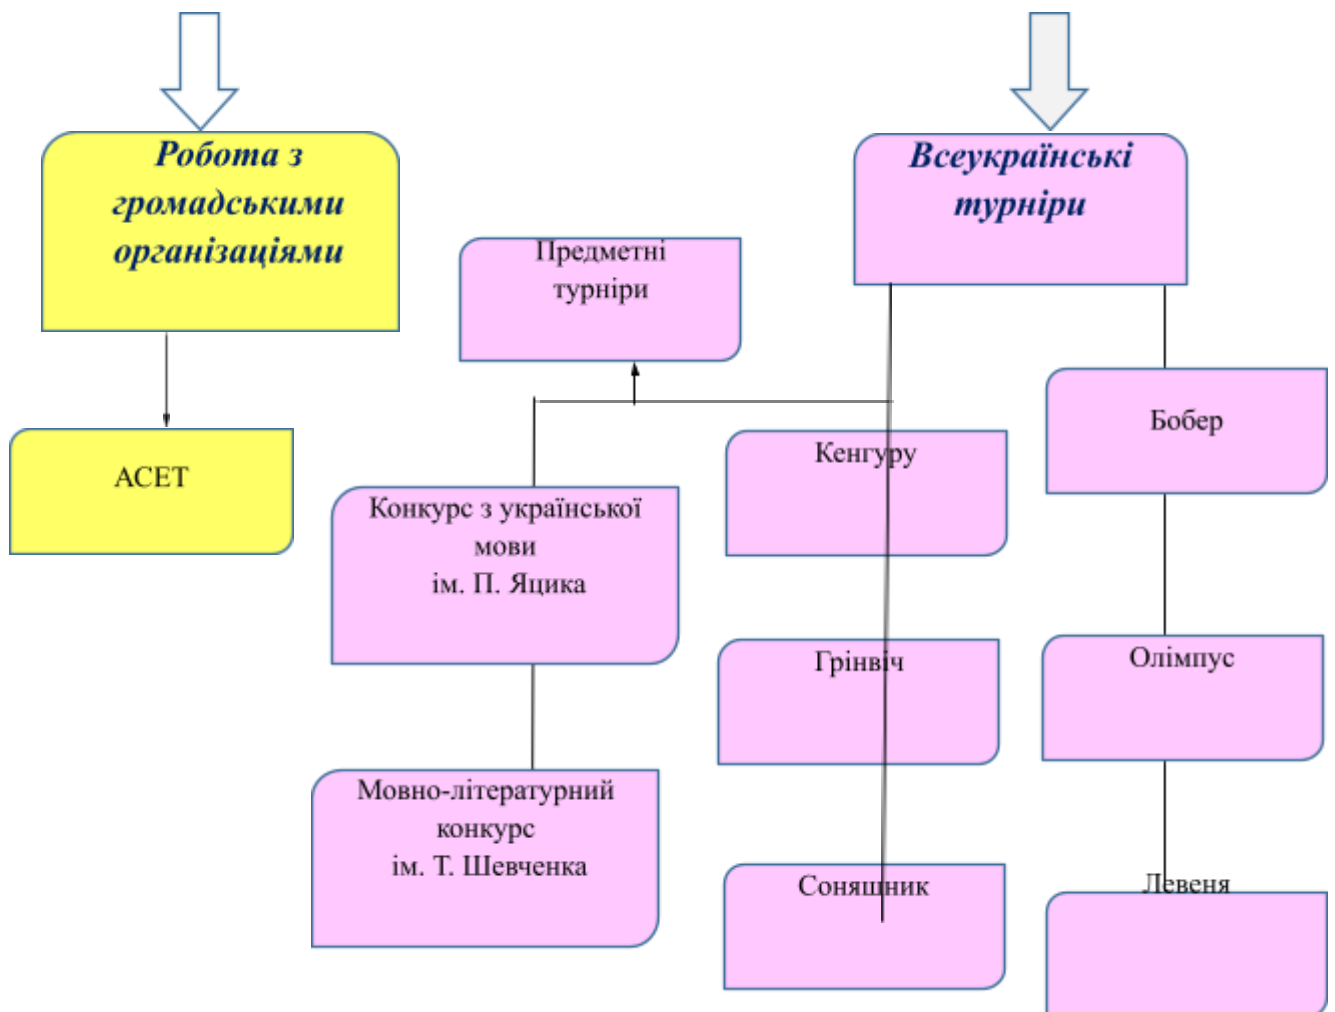 Робота з
громадськими
організаціями
АСЕТ
Всеукраїнські
турніри
Предметні
турніри
Конкурс з української
мови
ім. П. Яцика
Мовно-літературний
конкурс
ім. Т. Шевченка
Кенгуру
Грінвіч
Соняшник
Бобер
Олімпус
Левеня